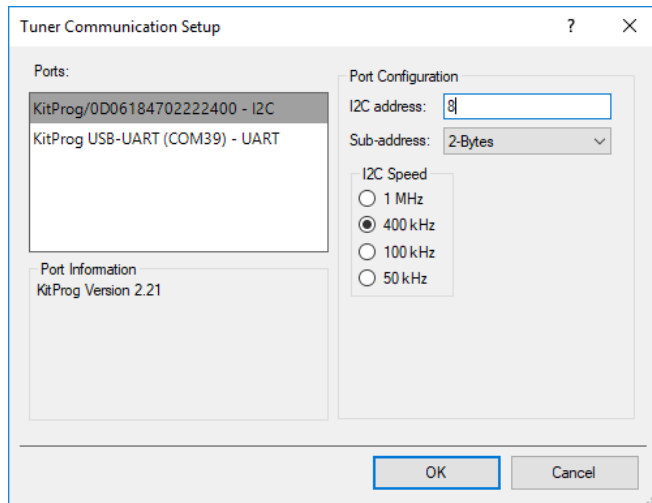 Tuner Communication Setup
?
Ports:
KitProg/0D06184702222400 - I2C
KitProg USB-UART (COM39) - UART
Port Information
KitProg Version 2.21
Port Configuration
I2C address: 8
Sub-address: 2-Bytes
I2C Speed
1 MHz
400 kHz
100 kHz
50 kHz
OK
Cancel